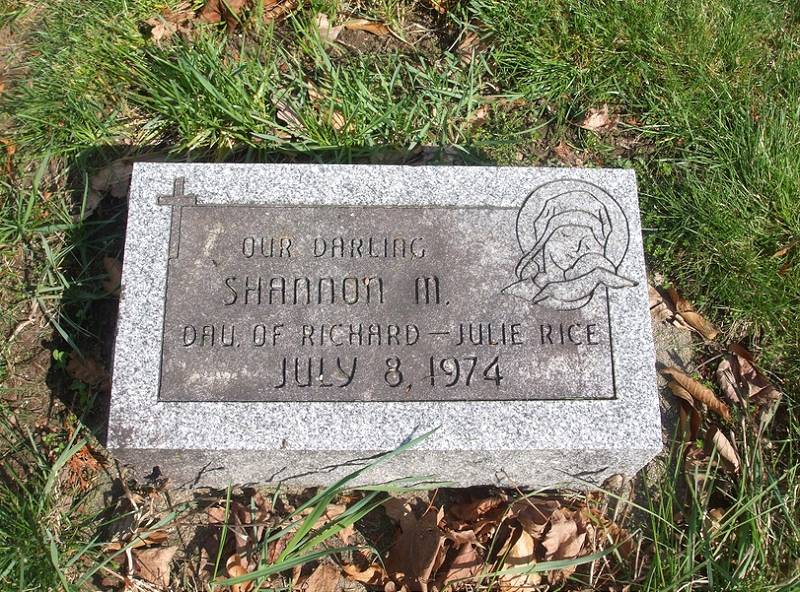 OUR DARLING
SHANNON M.
DAU. OF RICHARD — JULIE RICE
JULY 8, 1974